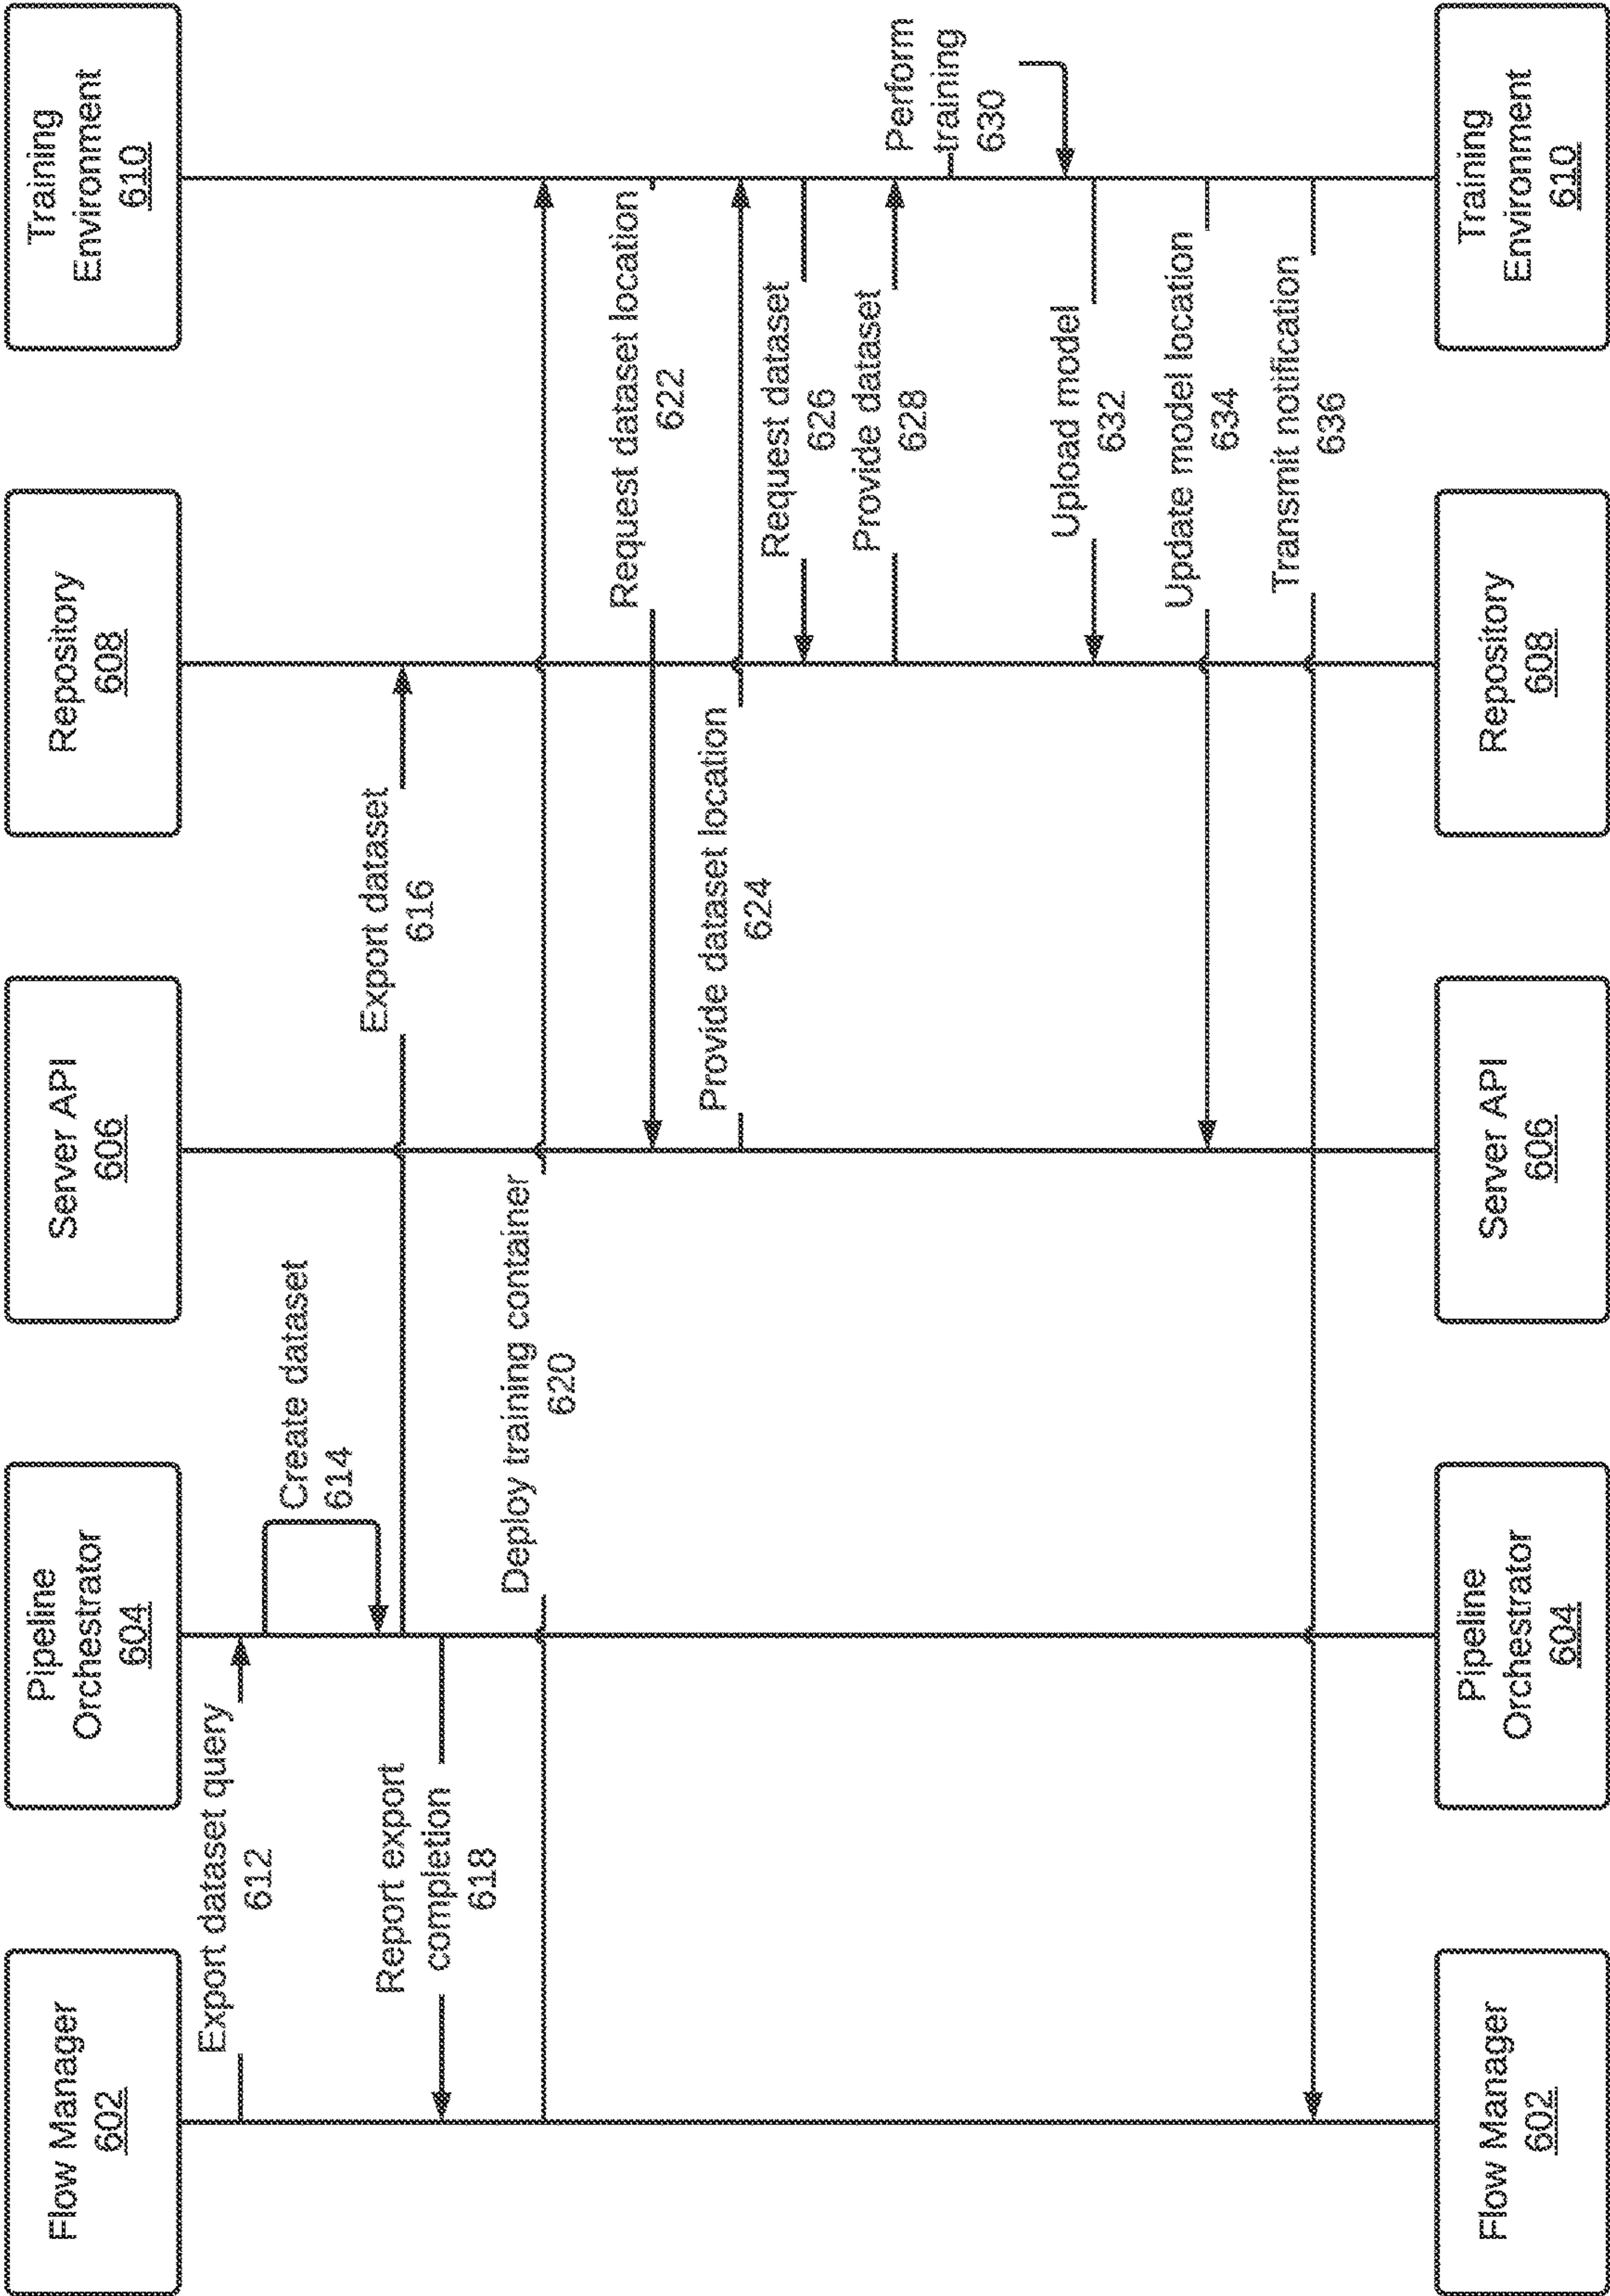 Flow Manager
602
Pipeline
Orchestrator
604
Server API
606
Repository
608
Training
Environment
610
Export dataset query
612
Create dataset
614
Export dataset
616
Report export
completion
618
Deploy training container
620
Request dataset location
622
Provide dataset location
624
Request dataset
626
Provide dataset
628
Perform
training
630
Upload model
632
Update model location
634
Transmit notification
636
Flow Manager
602
Pipeline
Orchestrator
604
Server API
606
Repository
608
Training
Environment
610